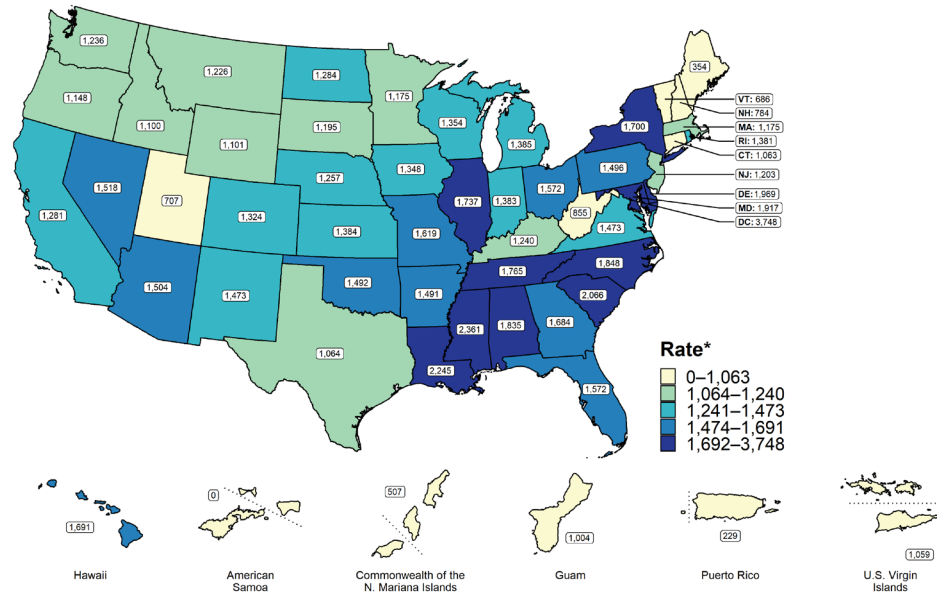 1,236
1,148
1,100
1,226
1,101
1,284
1,195
1,175
1,354
1,385
354
VT: 686
NH: 784
MA: 1,175
RI: 1,381
CT: 1,063
NJ: 1,203
DE: 1,969
MD: 1,917
DC: 3,748
1,700
1,496
1,518
707
1,281
1,324
1,257
1,384
1,348
1,737
1,383
1,572
855
1,473
1,619
1,240
1,504
1,473
1,492
1,491
1,765
1,848
2,066
1,064
2,245
2,361
1,835
1,684
1,572
Rate*
0–1,063
1,064–1,240
1,241–1,473
1,474–1,691
1,692–3,748
1,691
0
507
1,004
229
1,059
Hawaii
American
Samoa
Commonwealth of the
N. Mariana Islands
Guam
Puerto Rico
U.S. Virgin
Islands